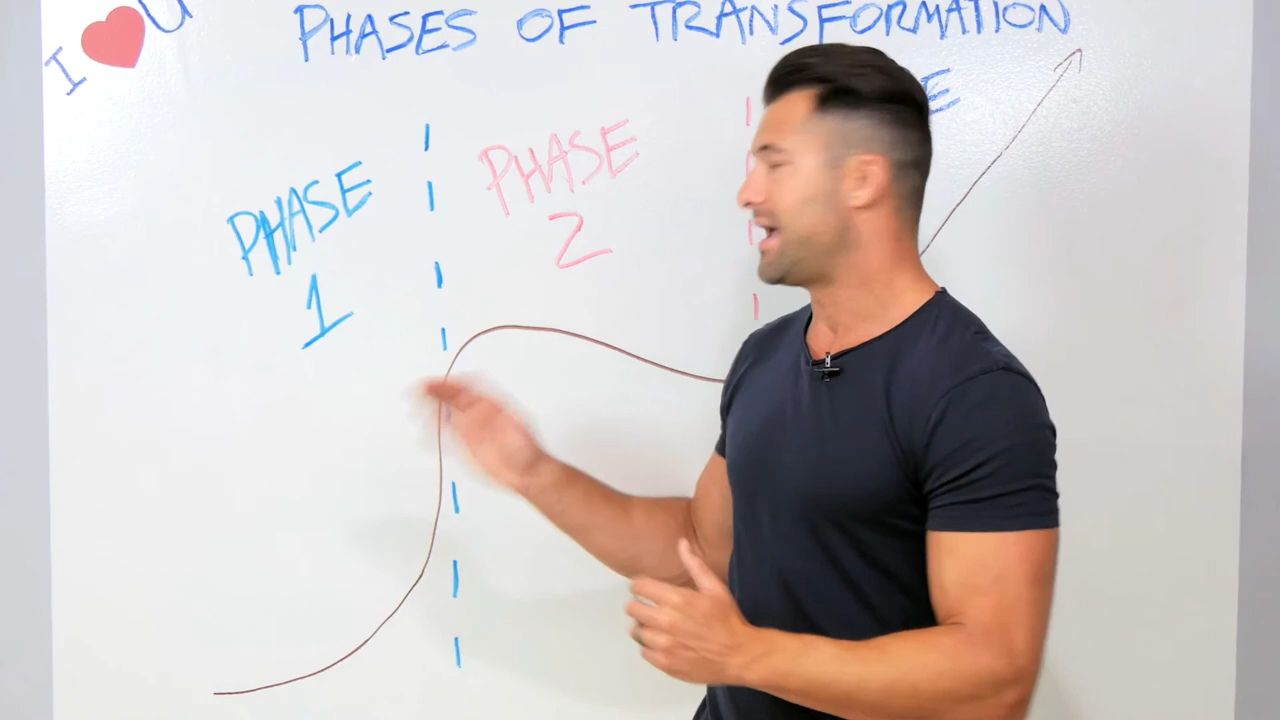 I ❤ U
PHASES OF TRANSFORMATION
PHASE
1
PHASE
2